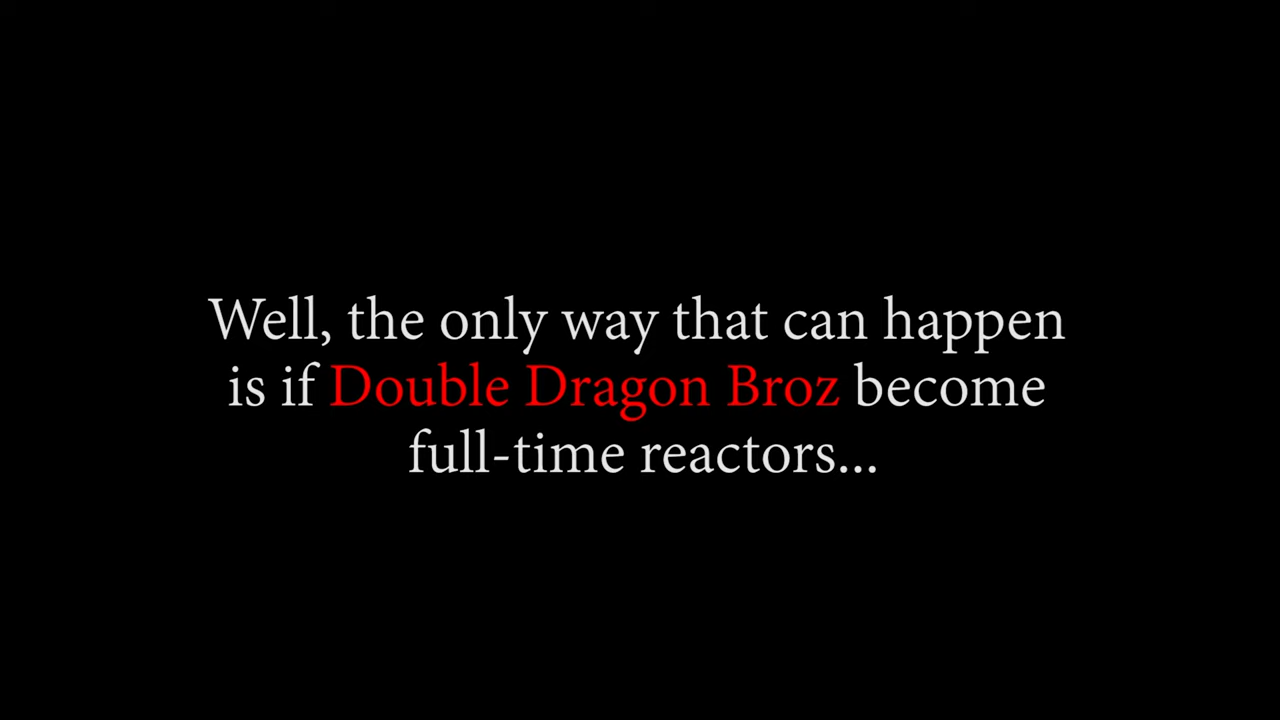 Well, the only way that can happen
is if Double Dragon Broz become
full-time reactors...